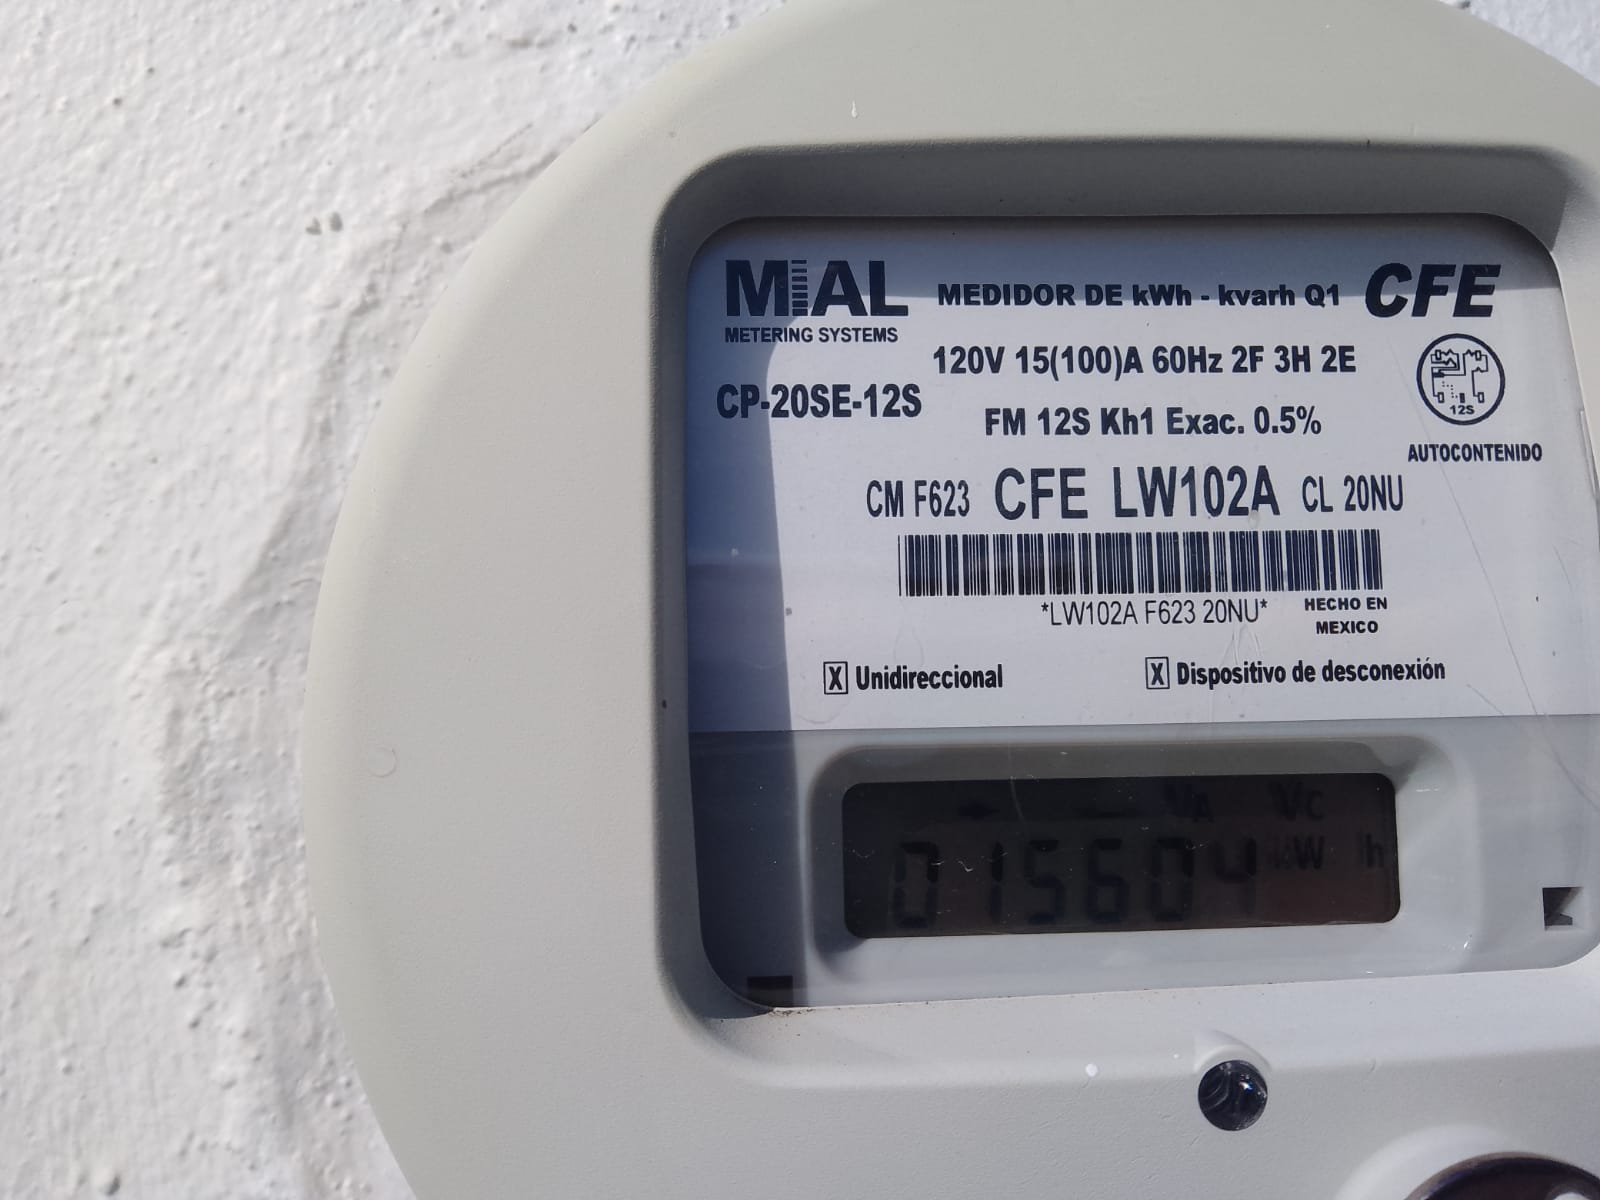 MIAL MEDIDOR DE kWh - kvarh Q1 CFE
METERING SYSTEMS
120V 15(100)A 60Hz 2F 3H 2E
CP-20SE-12S
FM 12S Kh1 Exac. 0.5%
12S
AUTOCONTENIDO
CM F623 CFE LW102A CL 20NU
*LW102A F623 20NU*
HECHO EN
MEXICO
X Unidireccional X Dispositivo de desconexión
VA VC
015604 kW h